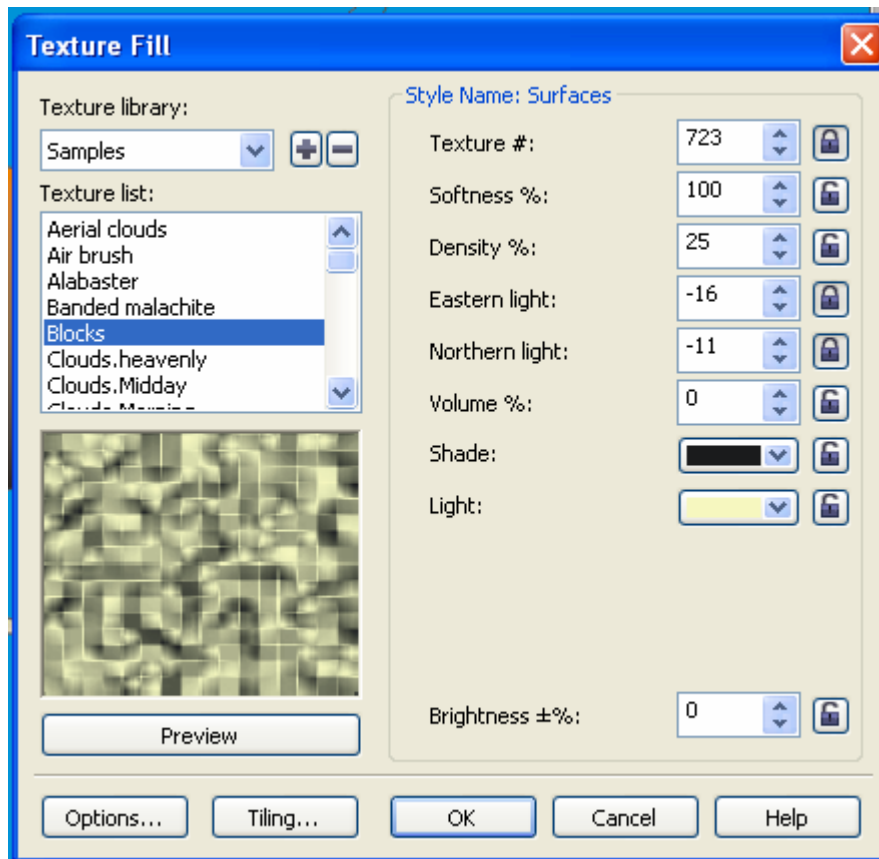 Texture Fill
Texture library:
Samples
Texture list:
Aerial clouds
Air brush
Alabaster
Banded malachite
Blocks
Clouds.heavenly
Clouds.Midday
Clouds.Morning
Preview
Style Name: Surfaces
Texture #: 723
Softness %: 100
Density %: 25
Eastern light: -16
Northern light: -11
Volume %: 0
Shade:
Light:
Brightness ±%: 0
Options... Tiling... OK Cancel Help